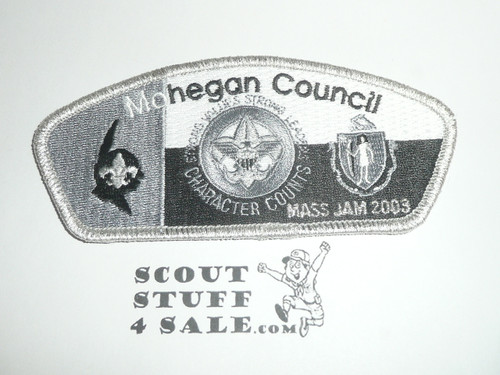 Mohegan Council
STRONG VALUES STRONG LEADERS
CHARACTER COUNTS
MASS JAM 2003
SCOUT
STUFF
4 SALE.com